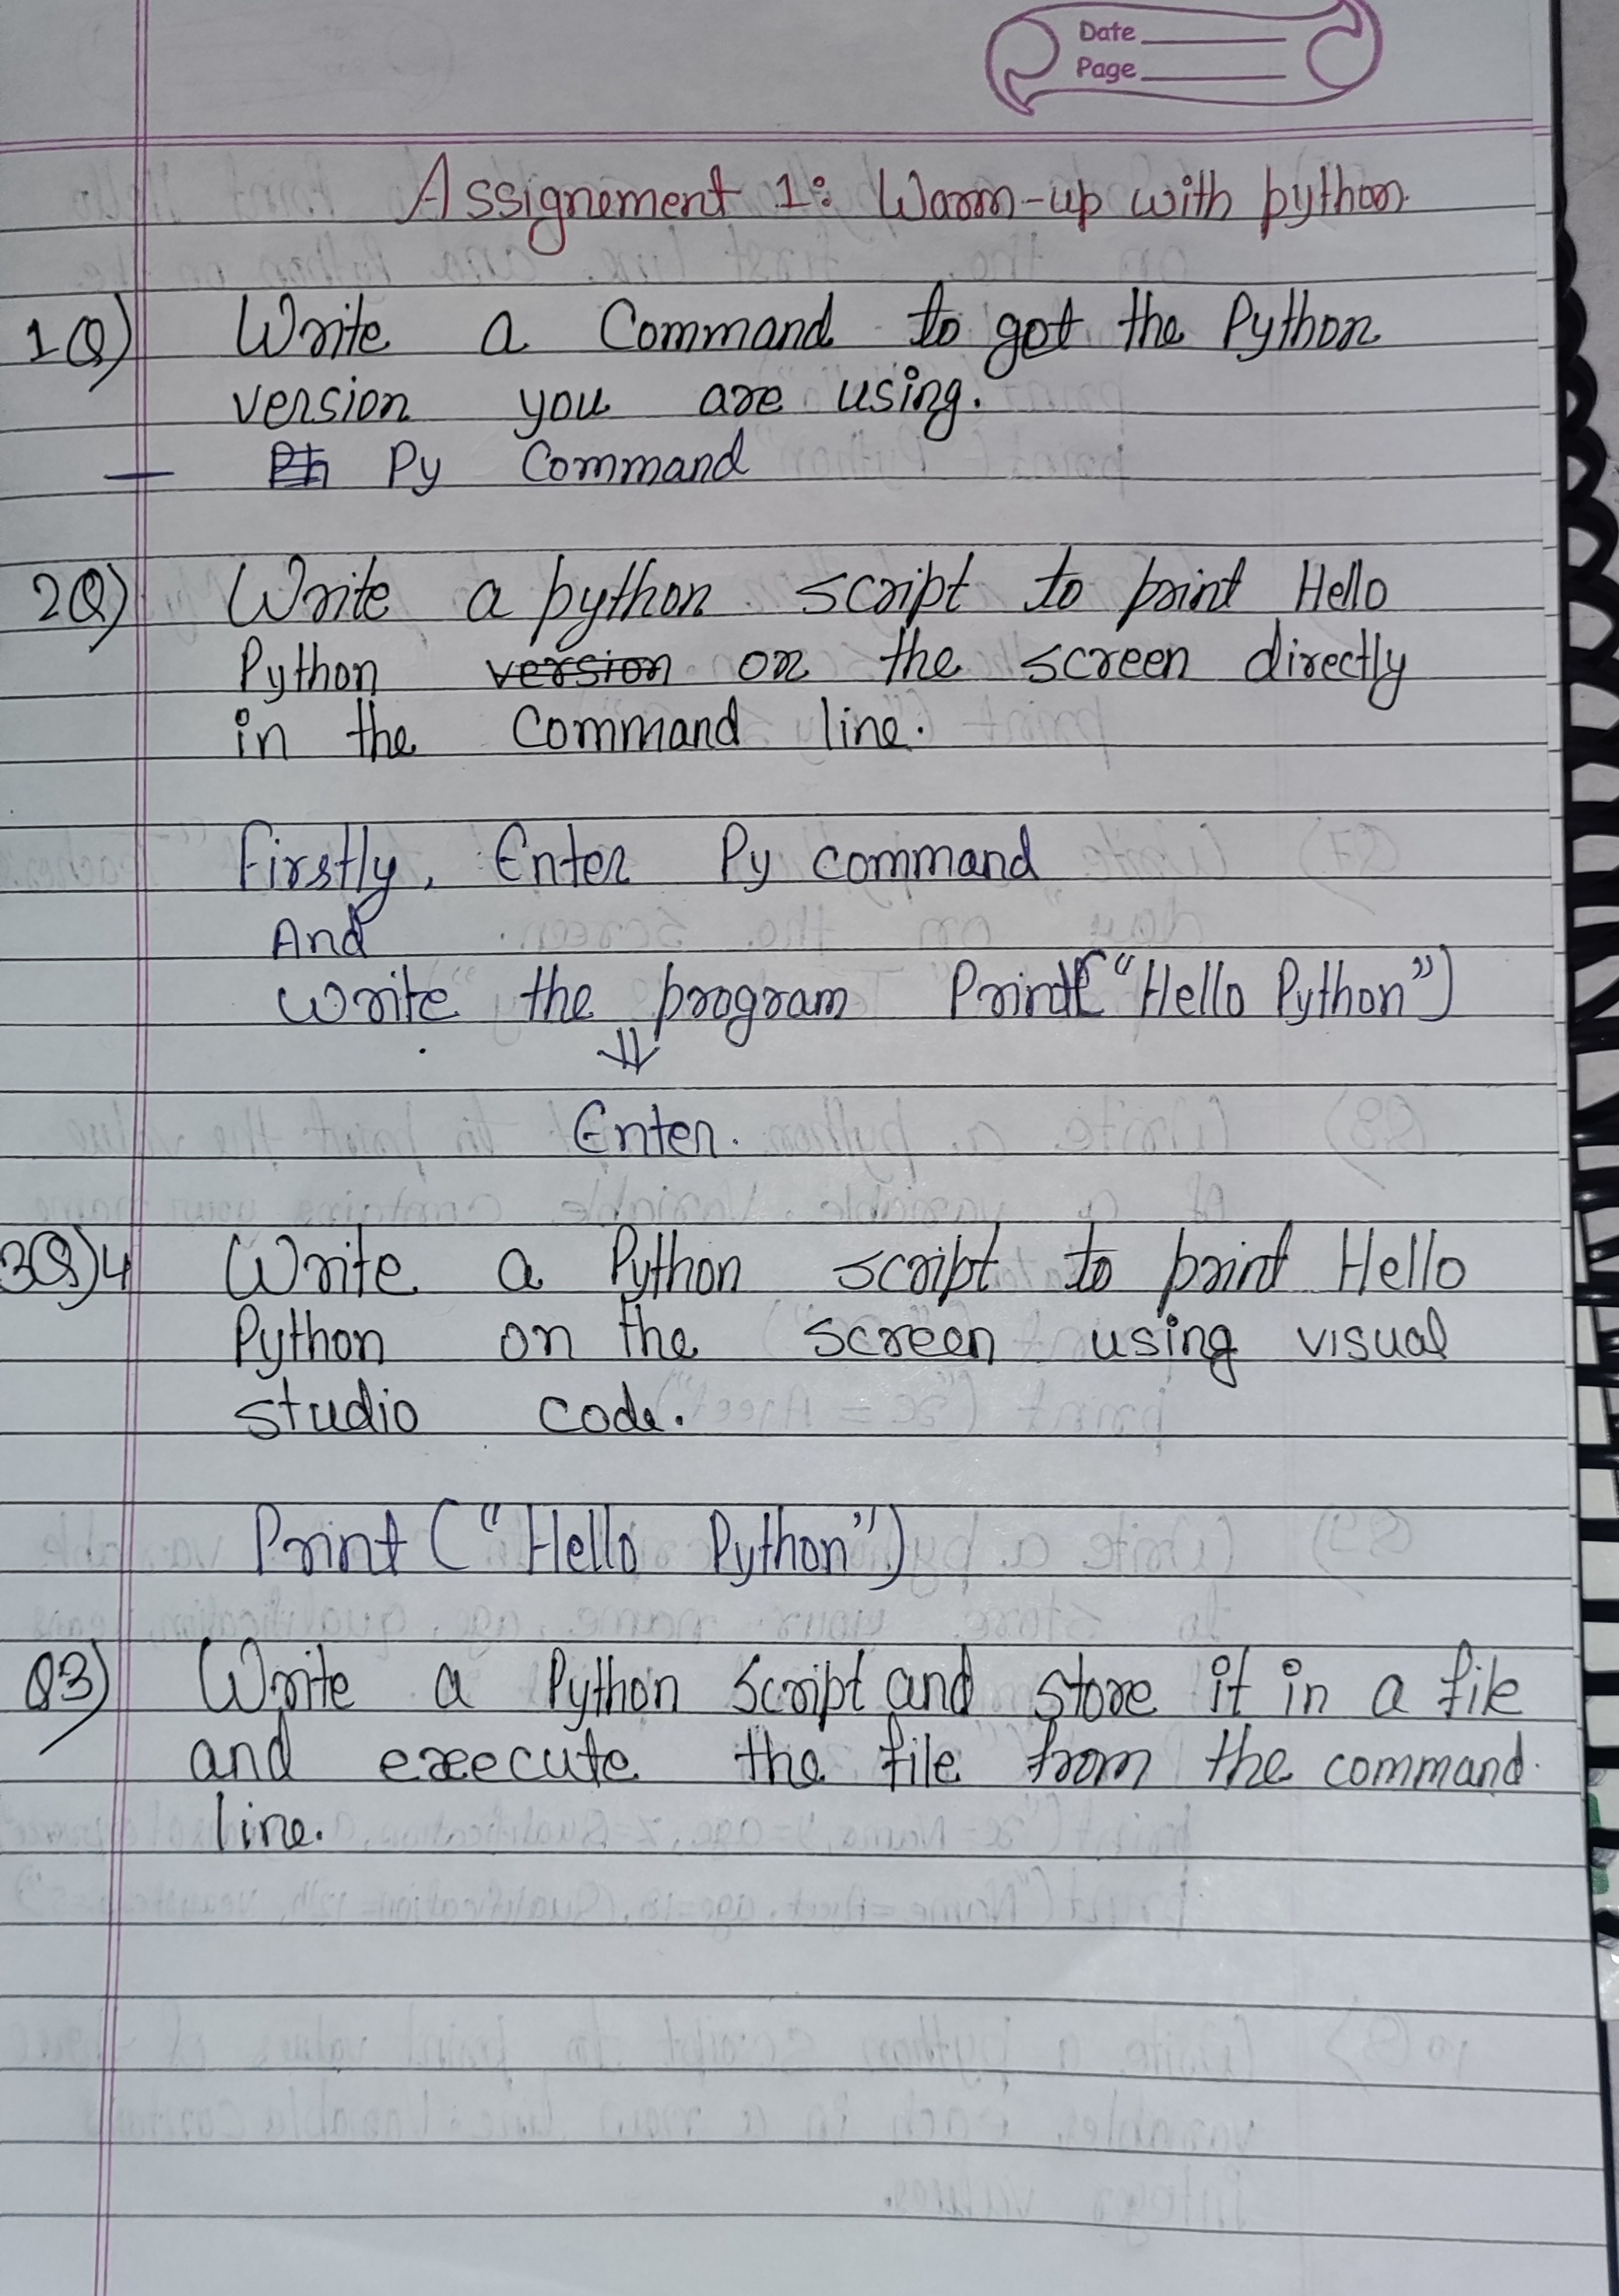 Date
Page
Assignement 1: Warm-up with python
1Q) Write a Command to get the Python
version you are using.
— Py Command
2Q) Write a python script to print Hello
Python version on the screen directly
in the Command line.
Firstly, Enter Py command
And
write the program Print("Hello Python")
⇓
Enter.
3Q)4 Write a Python script to print Hello
Python on the screen using visual
studio code.
Print ("Hello Python")
Q3) Write a Python Script and store it in a file
and execute the file from the command
line.